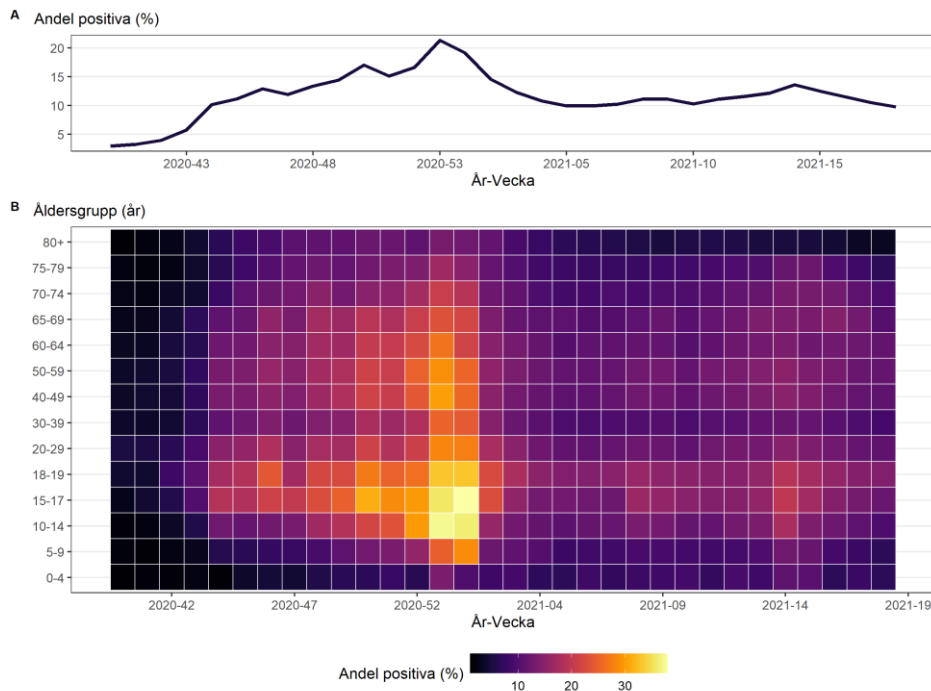 A Andel positiva (%)
20
15
10
5
2020-43 2020-48 2020-53 2021-05 2021-10 2021-15
År-Vecka
B Åldersgrupp (år)
80+
75-79
70-74
65-69
60-64
50-59
40-49
30-39
20-29
18-19
15-17
10-14
5-9
0-4
2020-42 2020-47 2020-52 2021-04 2021-09 2021-14 2021-19
År-Vecka
Andel positiva (%)
10 20 30